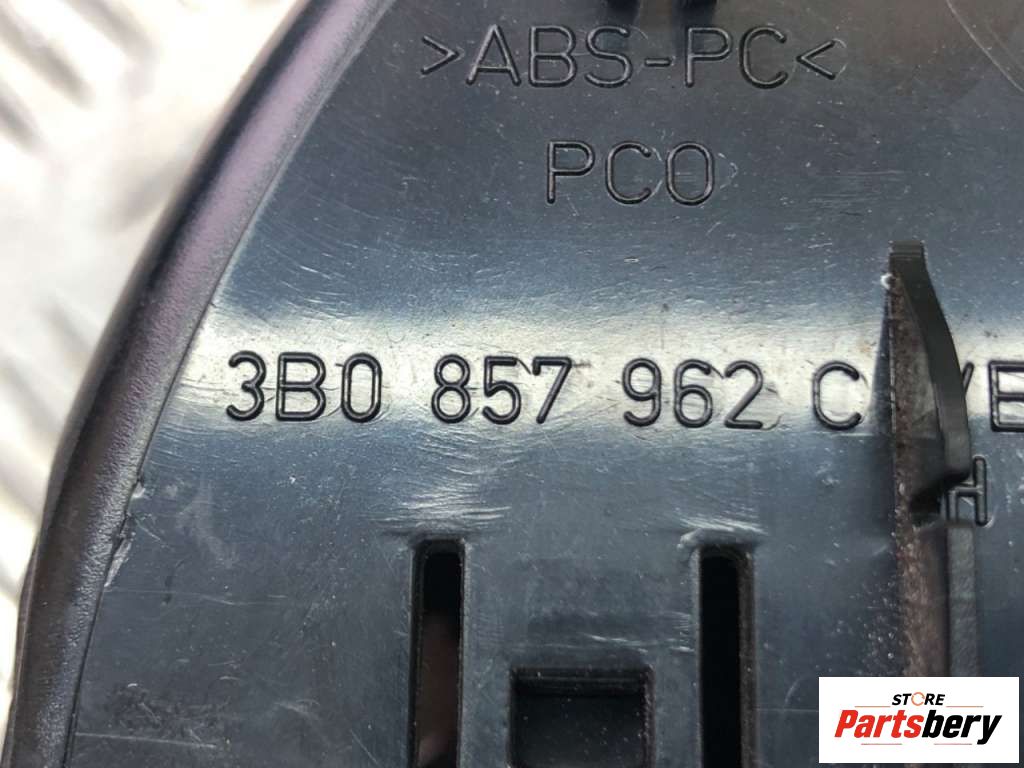 >ABS-PC<
PCO
3B0 857 962 C
H
STORE
Partsbery